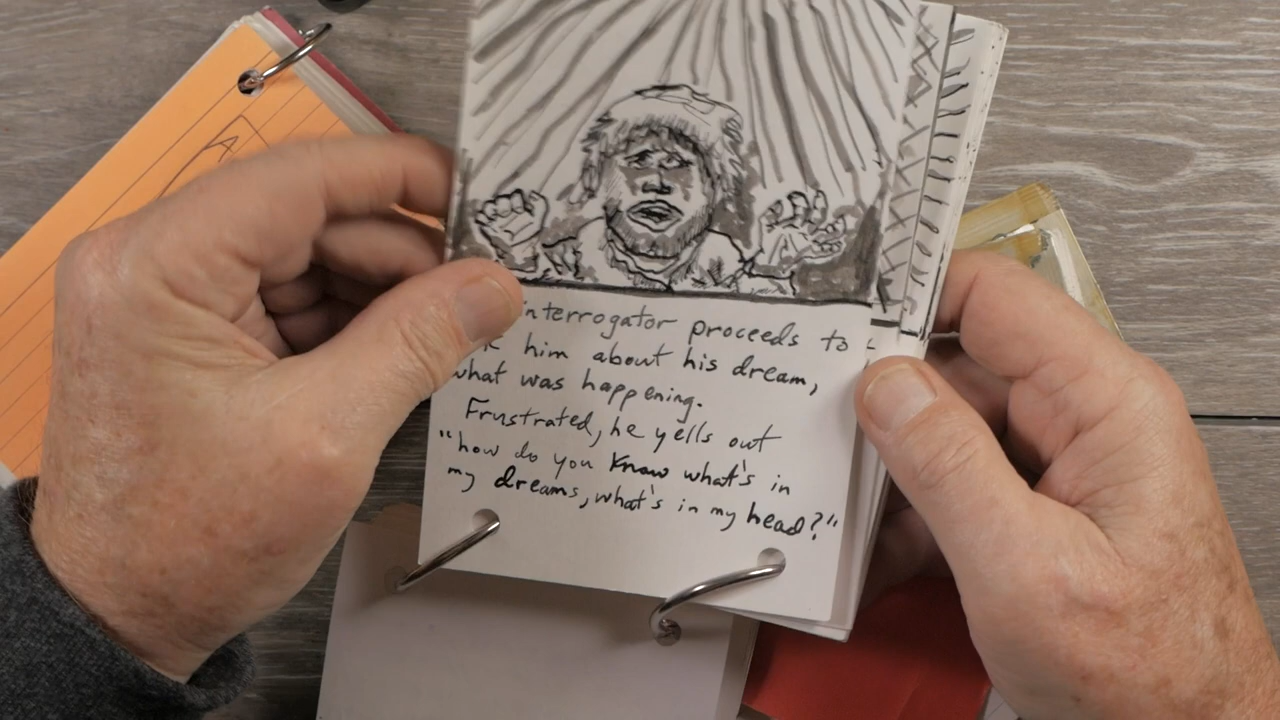 interrogator proceeds to
him about his dream,
what was happening.
Frustrated, he yells out
"how do you know what's in
my dreams, what's in my head?"